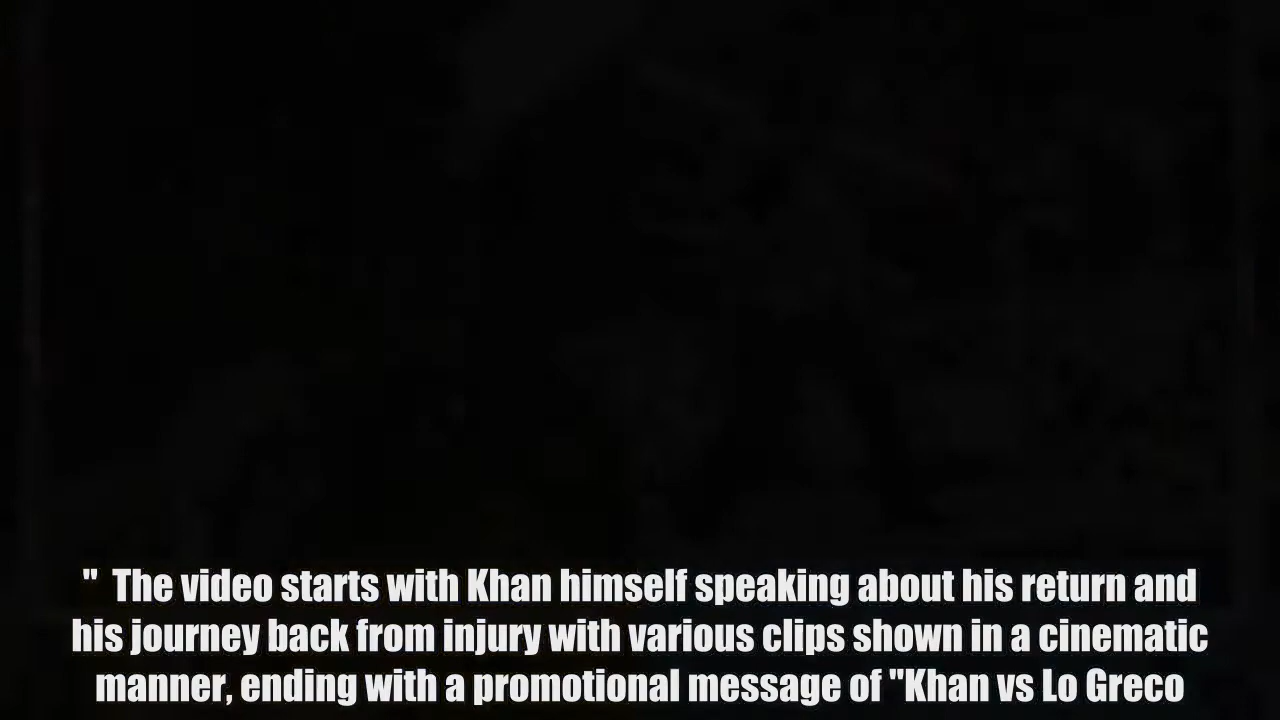 "  The video starts with Khan himself speaking about his return and
his journey back from injury with various clips shown in a cinematic
manner, ending with a promotional message of "Khan vs Lo Greco